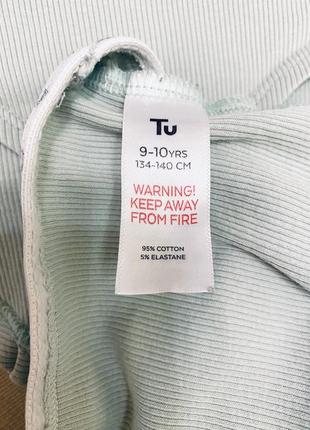 Tu
9-10YRS
134-140 CM
WARNING!
KEEP AWAY
FROM FIRE
95% COTTON
5% ELASTANE